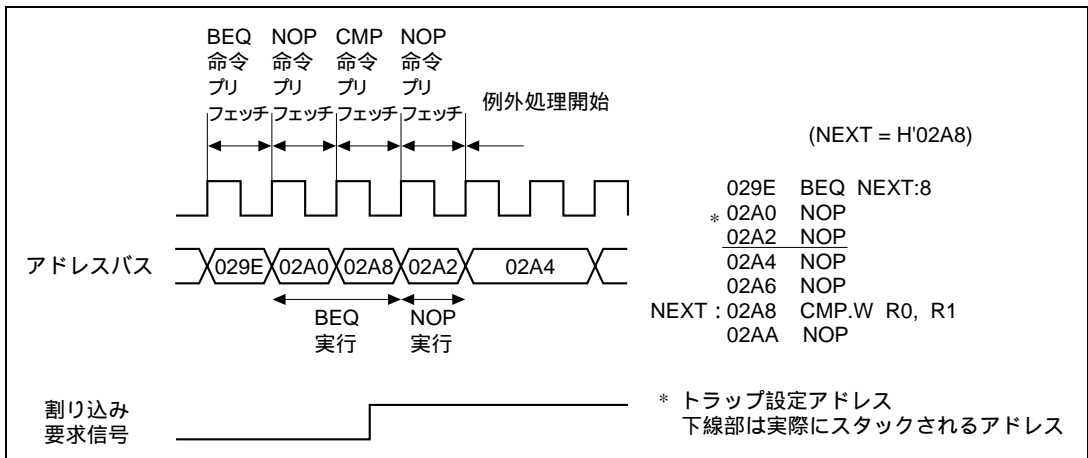 BEQ NOP CMP NOP
命令 命令 命令 命令
プリ プリ プリ プリ
フェッチ フェッチ フェッチ フェッチ
例外処理開始
アドレスバス
029E 02A0 02A8 02A2 02A4
BEQ NOP
実行 実行
割り込み
要求信号
(NEXT = H'02A8)
029E BEQ NEXT:8
* 02A0 NOP
02A2 NOP
02A4 NOP
02A6 NOP
NEXT : 02A8 CMP.W R0, R1
02AA NOP
* トラップ設定アドレス
下線部は実際にスタックされるアドレス